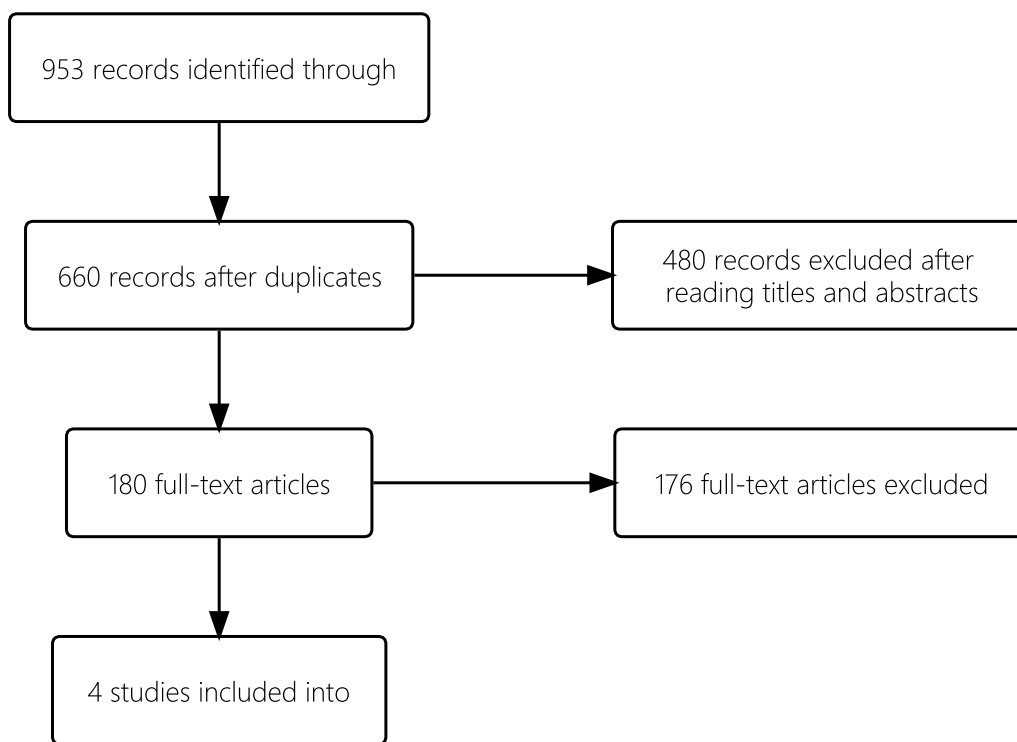 953 records identified through
660 records after duplicates
480 records excluded after
reading titles and abstracts
180 full-text articles
176 full-text articles excluded
4 studies included into